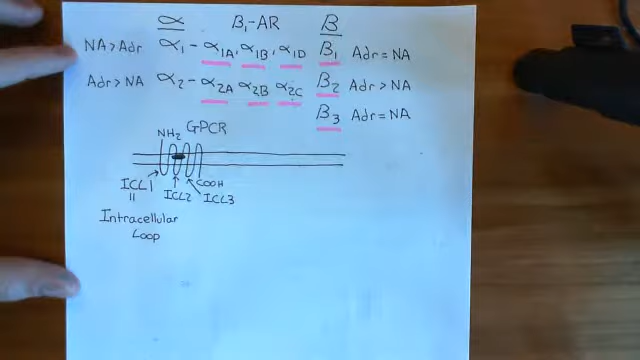 α β₁-AR β
NA > Adr α₁ - α₁A, α₁B, α₁D β₁ Adr = NA
Adr > NA α₂ - α₂A α₂B α₂C β₂ Adr > NA
β₃ Adr = NA
GPCR
NH₂
ICL1 ICL2 COOH ICL3
||
Intracellular
Loop